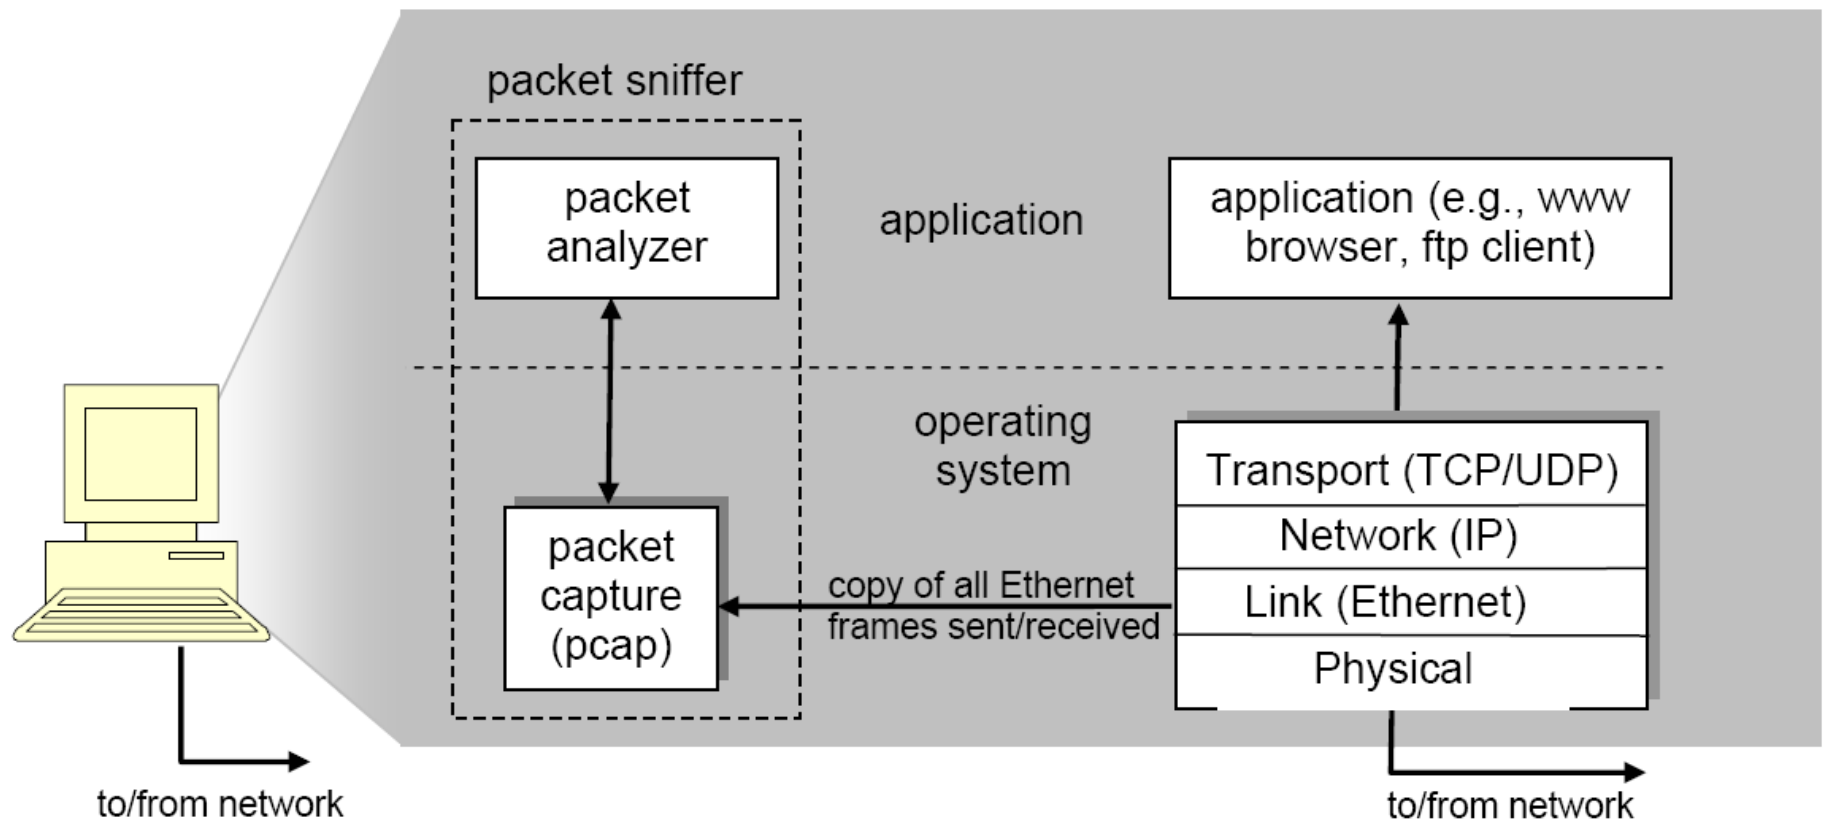 packet sniffer
packet
analyzer
application
application (e.g., www
browser, ftp client)
operating
system
packet
capture
(pcap)
copy of all Ethernet
frames sent/received
Transport (TCP/UDP)
Network (IP)
Link (Ethernet)
Physical
to/from network
to/from network